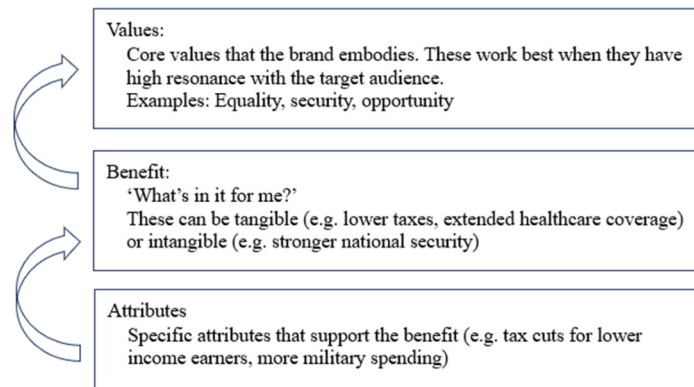 Values:
Core values that the brand embodies. These work best when they have
high resonance with the target audience.
Examples: Equality, security, opportunity
Benefit:
‘What’s in it for me?’
These can be tangible (e.g. lower taxes, extended healthcare coverage)
or intangible (e.g. stronger national security)
Attributes
Specific attributes that support the benefit (e.g. tax cuts for lower
income earners, more military spending)